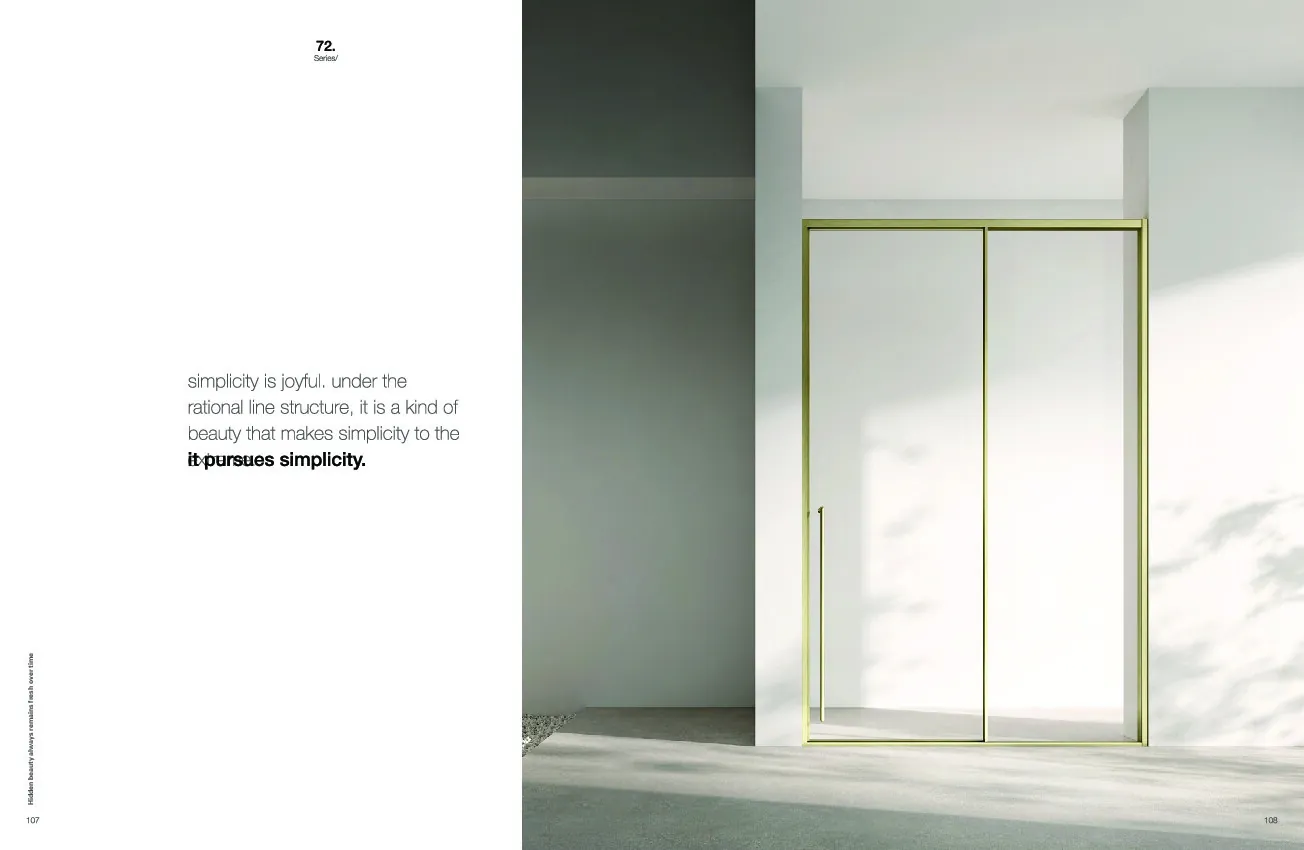 72.
Series/
simplicity is joyful. under the
rational line structure, it is a kind of
beauty that makes simplicity to the
it pursues simplicity.
Hidden beauty always remains fresh over time
107
108